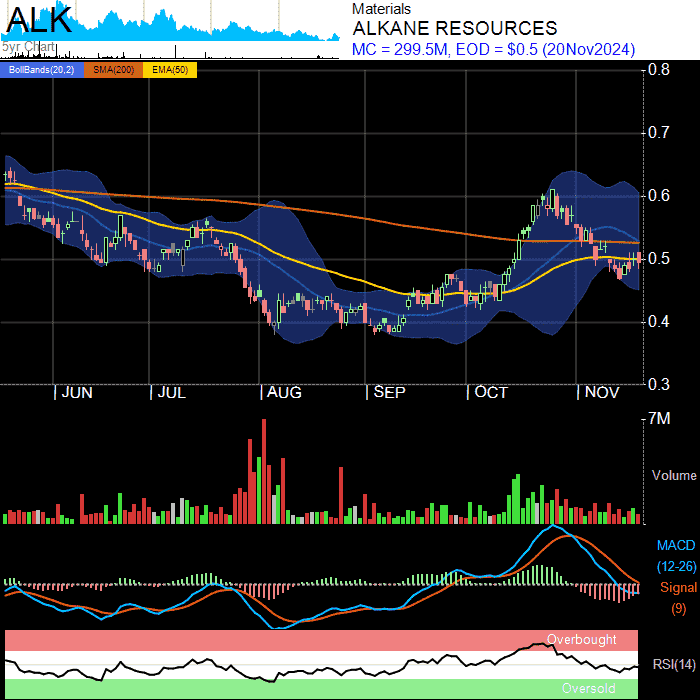 ALK
5yr Chart
Materials
ALKANE RESOURCES
MC = 299.5M, EOD = $0.5 (20Nov2024)
BollBands(20,2) SMA(200) EMA(50)
0.8
0.7
0.6
0.5
0.4
0.3
JUN JUL AUG SEP OCT NOV
7M
Volume
MACD
(12-26)
Signal
(9)
Overbought
RSI(14)
Oversold